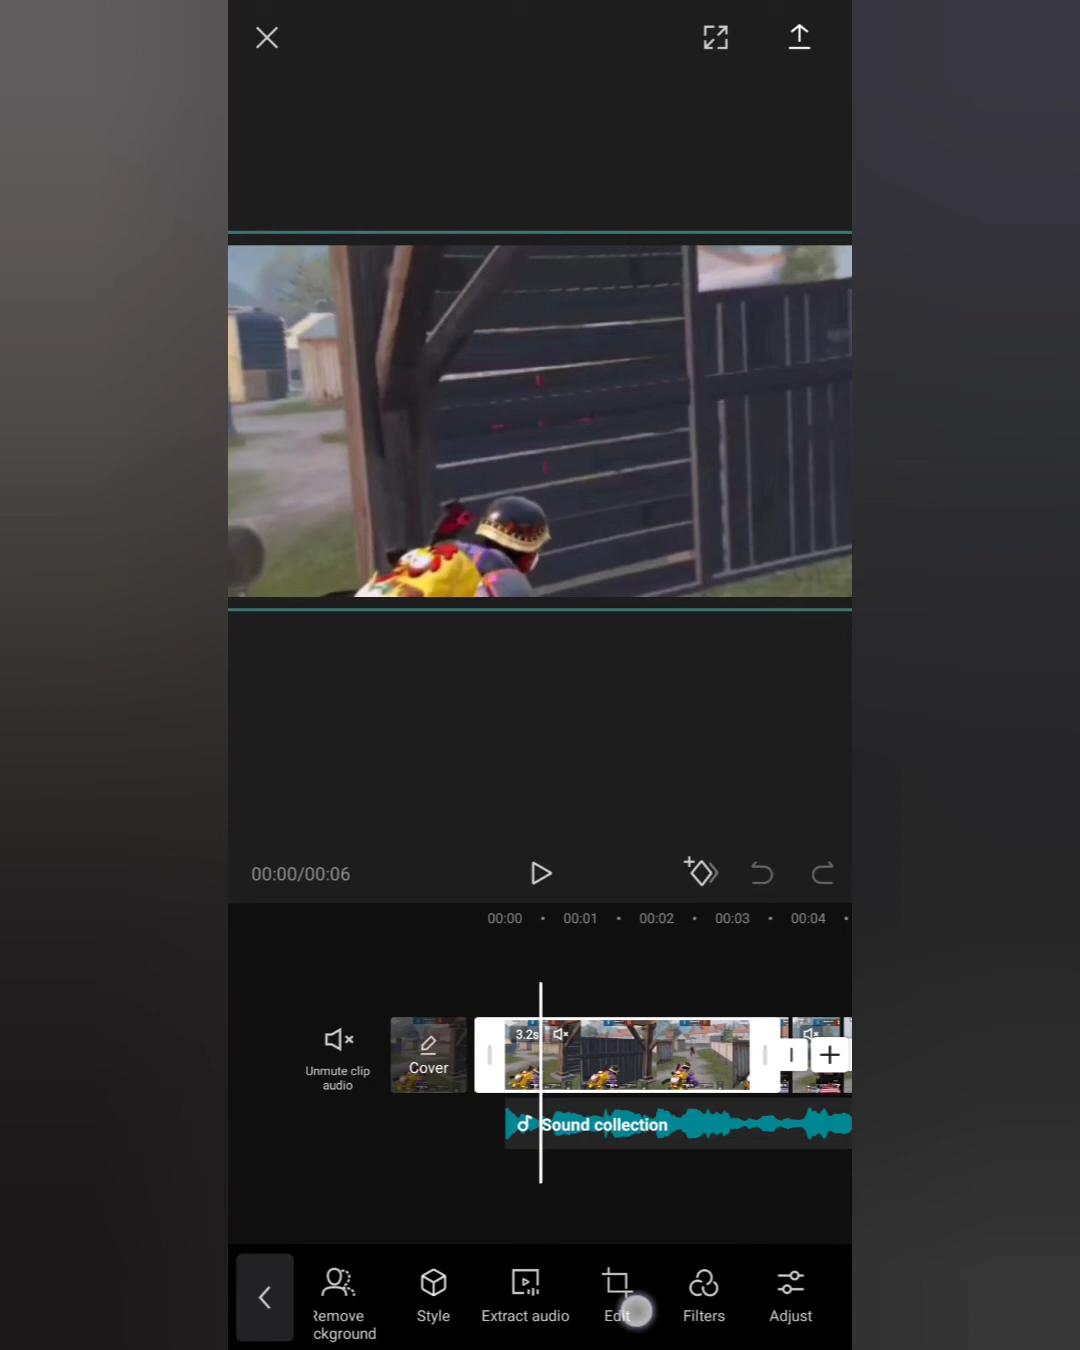 00:00/00:06
00:00
00:01
00:02
00:03
00:04
3.2s
Unmute clip
audio
Cover
Sound collection
Remove
ckground
Style
Extract audio
Edit
Filters
Adjust